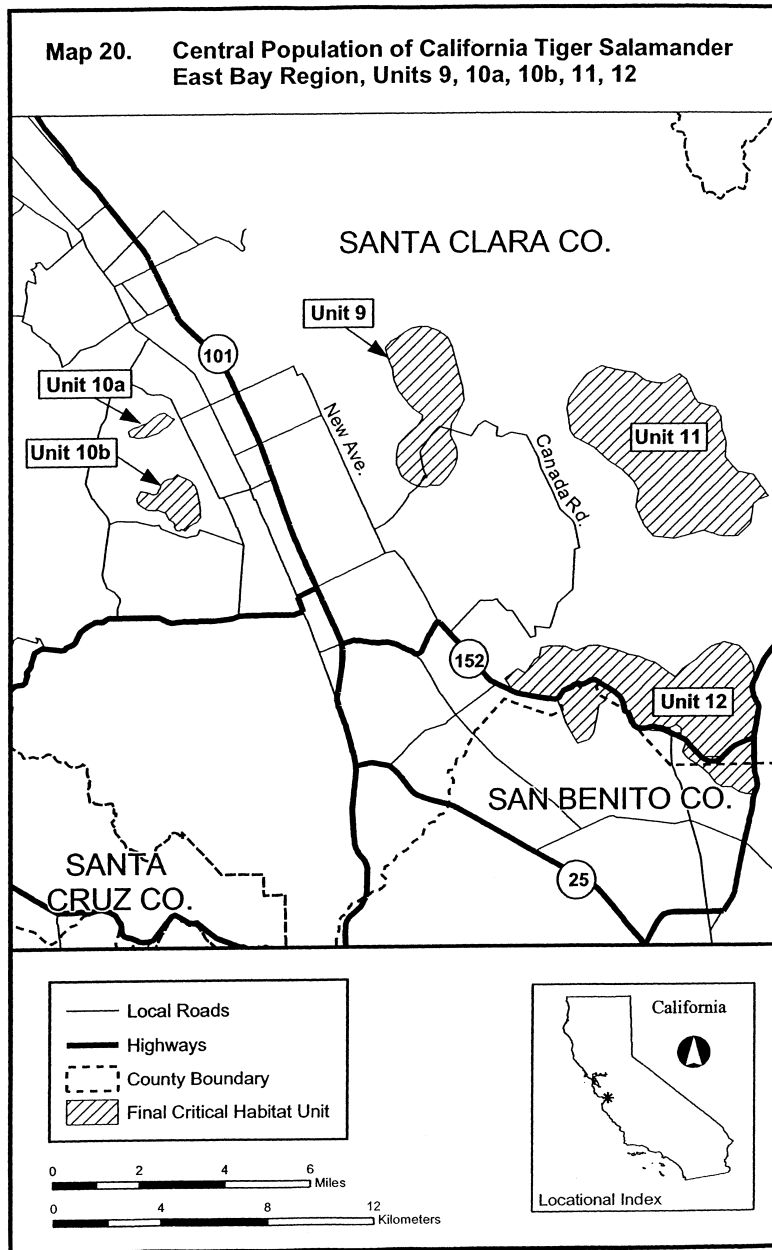 Map 20. Central Population of California Tiger Salamander
East Bay Region, Units 9, 10a, 10b, 11, 12
SANTA CLARA CO.
Unit 9
101
Unit 10a
New Ave.
Unit 11
Unit 10b
Canada Rd.
152
Unit 12
SAN BENITO CO.
SANTA
CRUZ CO.
25
Local Roads
Highways
County Boundary
Final Critical Habitat Unit
0 2 4 6
Miles
0 4 8 12
Kilometers
California
Locational Index